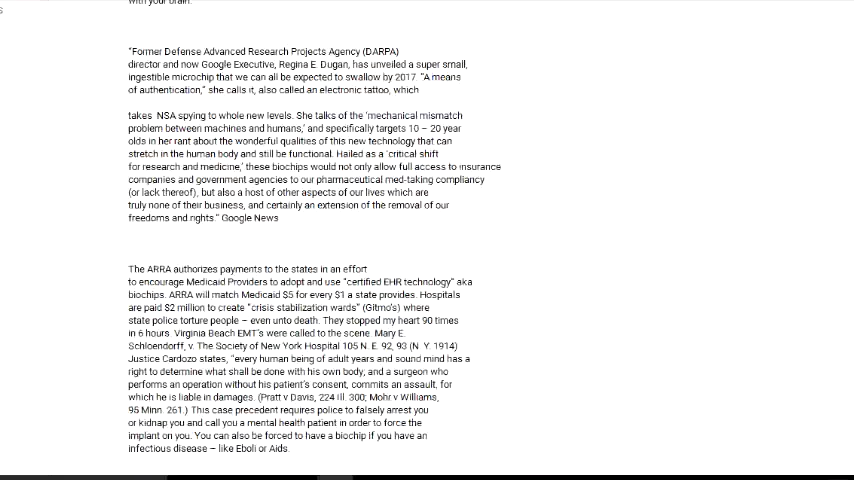 with your brain.
"Former Defense Advanced Research Projects Agency (DARPA)
director and now Google Executive, Regina E. Dugan, has unveiled a super small,
ingestible microchip that we can all be expected to swallow by 2017. "A means
of authentication," she calls it, also called an electronic tattoo, which
takes  NSA spying to whole new levels. She talks of the 'mechanical mismatch
problem between machines and humans,' and specifically targets 10 – 20 year
olds in her rant about the wonderful qualities of this new technology that can
stretch in the human body and still be functional. Hailed as a 'critical shift
for research and medicine,' these biochips would not only allow full access to insurance
companies and government agencies to our pharmaceutical med-taking compliancy
(or lack thereof), but also a host of other aspects of our lives which are
truly none of their business, and certainly an extension of the removal of our
freedoms and rights." Google News
The ARRA authorizes payments to the states in an effort
to encourage Medicaid Providers to adopt and use "certified EHR technology" aka
biochips. ARRA will match Medicaid $5 for every $1 a state provides. Hospitals
are paid $2 million to create "crisis stabilization wards" (Gitmo's) where
state police torture people – even unto death. They stopped my heart 90 times
in 6 hours. Virginia Beach EMT's were called to the scene. Mary E.
Schloendorff, v. The Society of New York Hospital 105 N. E. 92, 93 (N. Y. 1914)
Justice Cardozo states, "every human being of adult years and sound mind has a
right to determine what shall be done with his own body; and a surgeon who
performs an operation without his patient's consent, commits an assault, for
which he is liable in damages. (Pratt v Davis, 224 Ill. 300; Mohr v Williams,
95 Minn. 261.) This case precedent requires police to falsely arrest you
or kidnap you and call you a mental health patient in order to force the
implant on you. You can also be forced to have a biochip if you have an
infectious disease – like Eboli or Aids.